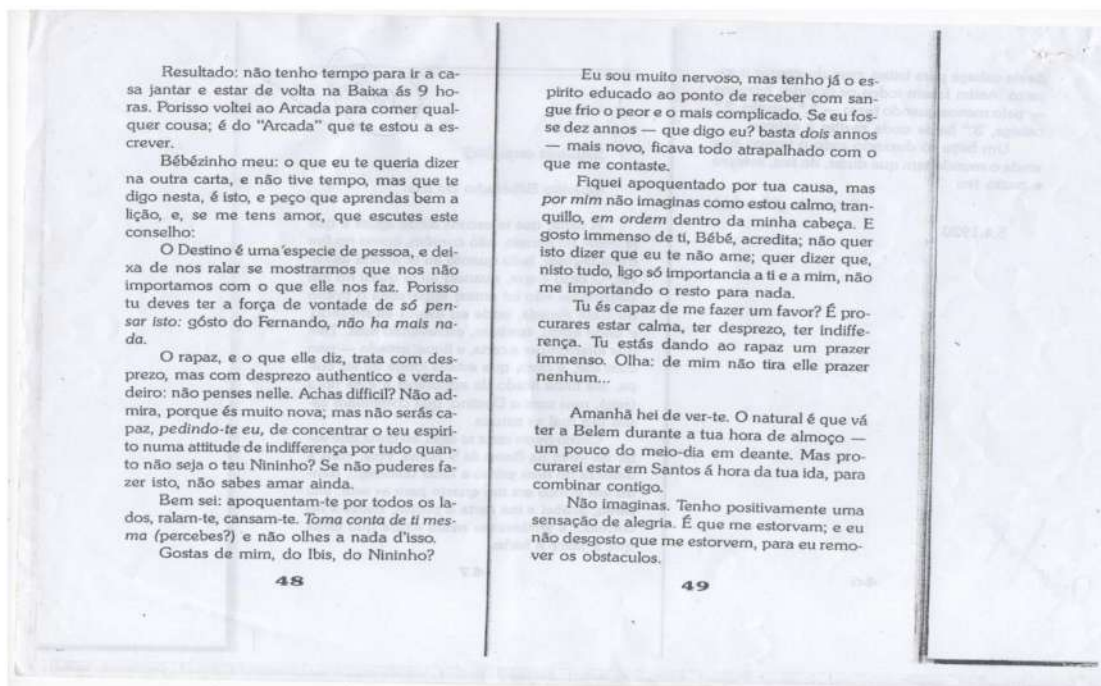 Resultado: não tenho tempo para ir a ca-
sa jantar e estar de volta na Baixa ás 9 ho-
ras. Porisso voltei ao Arcada para comer qual-
quer cousa; é do "Arcada" que te estou a es-
crever.
Bébézinho meu: o que eu te queria dizer
na outra carta, e não tive tempo, mas que te
digo nesta, é isto, e peço que aprendas bem a
lição, e, se me tens amor, que escutes este
conselho:
O Destino é uma especie de pessoa, e dei-
xa de nos ralar se mostrarmos que nos não
importamos com o que elle nos faz. Porisso
tu deves ter a força de vontade de só pen-
sar isto: gósto do Fernando, não ha mais na-
da.
O rapaz, e o que elle diz, trata com des-
prezo, mas com desprezo authentico e verda-
deiro: não penses nelle. Achas difficil? Não ad-
mira, porque és muito nova; mas não serás ca-
paz, pedindo-te eu, de concentrar o teu espiri-
to numa attitude de indifferença por tudo quan-
to não seja o teu Nininho? Se não puderes fa-
zer isto, não sabes amar ainda.
Bem sei: apoquentam-te por todos os la-
dos, ralam-te, cansam-te. Toma conta de ti mes-
ma (percebes?) e não olhes a nada d'isso.
Gostas de mim, do Ibis, do Nininho?
48
Eu sou muito nervoso, mas tenho já o es-
pirito educado ao ponto de receber com san-
gue frio o peor e o mais complicado. Se eu fos-
se dez annos — que digo eu? basta dois annos
— mais novo, ficava todo atrapalhado com o
que me contaste.
Fiquei apoquentado por tua causa, mas
por mim não imaginas como estou calmo, tran-
quillo, em ordem dentro da minha cabeça. E
gosto immenso de ti, Bébé, acredita; não quer
isto dizer que eu te não ame; quer dizer que,
nisto tudo, ligo só importancia a ti e a mim, não
me importando o resto para nada.
Tu és capaz de me fazer um favor? É pro-
curares estar calma, ter desprezo, ter indiffe-
rença. Tu estás dando ao rapaz um prazer
immenso. Olha: de mim não tira elle prazer
nenhum...
Amanhã hei de ver-te. O natural é que vá
ter a Belem durante a tua hora de almoço —
um pouco do meio-dia em deante. Mas pro-
curarei estar em Santos á hora da tua ida, para
combinar contigo.
Não imaginas. Tenho positivamente uma
sensação de alegria. É que me estorvam; e eu
não desgosto que me estorvem, para eu remo-
ver os obstaculos.
49